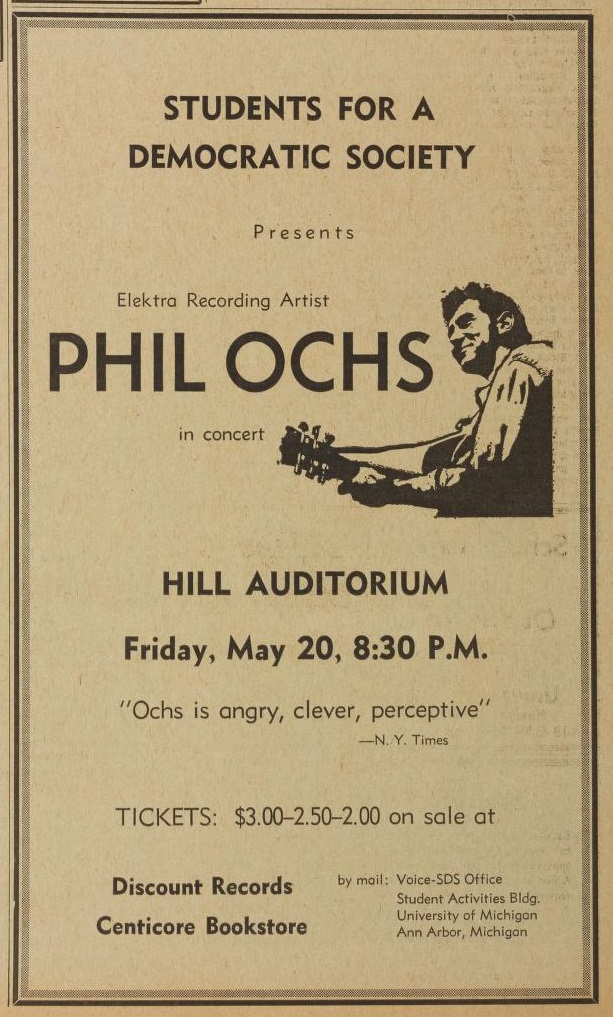 STUDENTS FOR A
DEMOCRATIC SOCIETY
Presents
Elektra Recording Artist
PHIL OCHS
in concert
HILL AUDITORIUM
Friday, May 20, 8:30 P.M.
"Ochs is angry, clever, perceptive"
—N. Y. Times
TICKETS: $3.00–2.50–2.00 on sale at
Discount Records
Centicore Bookstore
by mail: Voice-SDS Office
Student Activities Bldg.
University of Michigan
Ann Arbor, Michigan